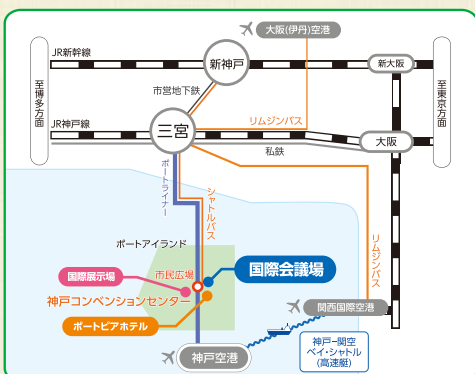 大阪(伊丹)空港
JR新幹線
新神戸
新大阪
至博多方面
至東京方面
市営地下鉄
リムジンバス
JR神戸線
三宮
大阪
私鉄
ポートライナー
シャトルバス
リムジンバス
ポートアイランド
国際会議場
国際展示場
市民広場
神戸コンベンションセンター
関西国際空港
ポートピアホテル
神戸ー関空
ベイ・シャトル
(高速艇)
神戸空港